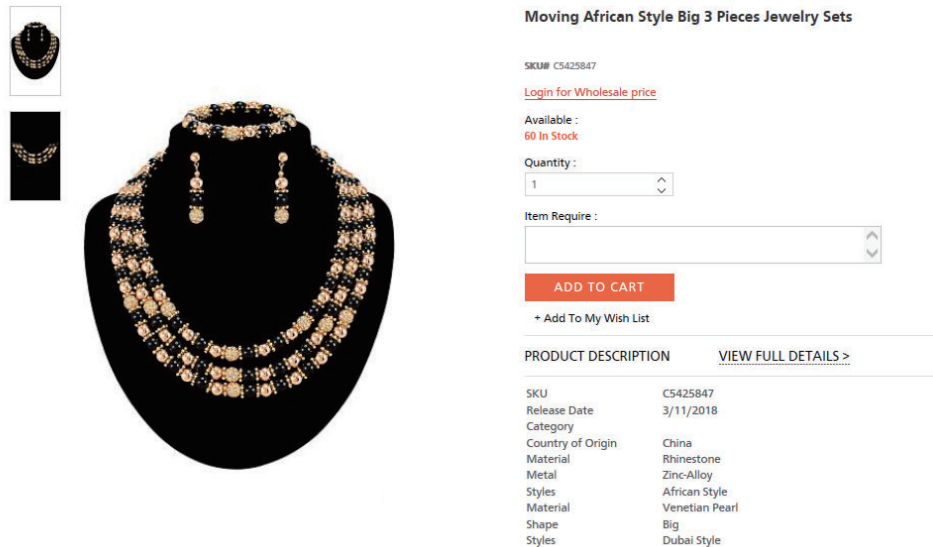 Moving African Style Big 3 Pieces Jewelry Sets
SKU# C5425847
Login for Wholesale price
Available :
60 In Stock
Quantity :
1
Item Require :
ADD TO CART
+ Add To My Wish List
PRODUCT DESCRIPTION VIEW FULL DETAILS >
SKU C5425847
Release Date 3/11/2018
Category
Country of Origin China
Material Rhinestone
Metal Zinc-Alloy
Styles African Style
Material Venetian Pearl
Shape Big
Styles Dubai Style